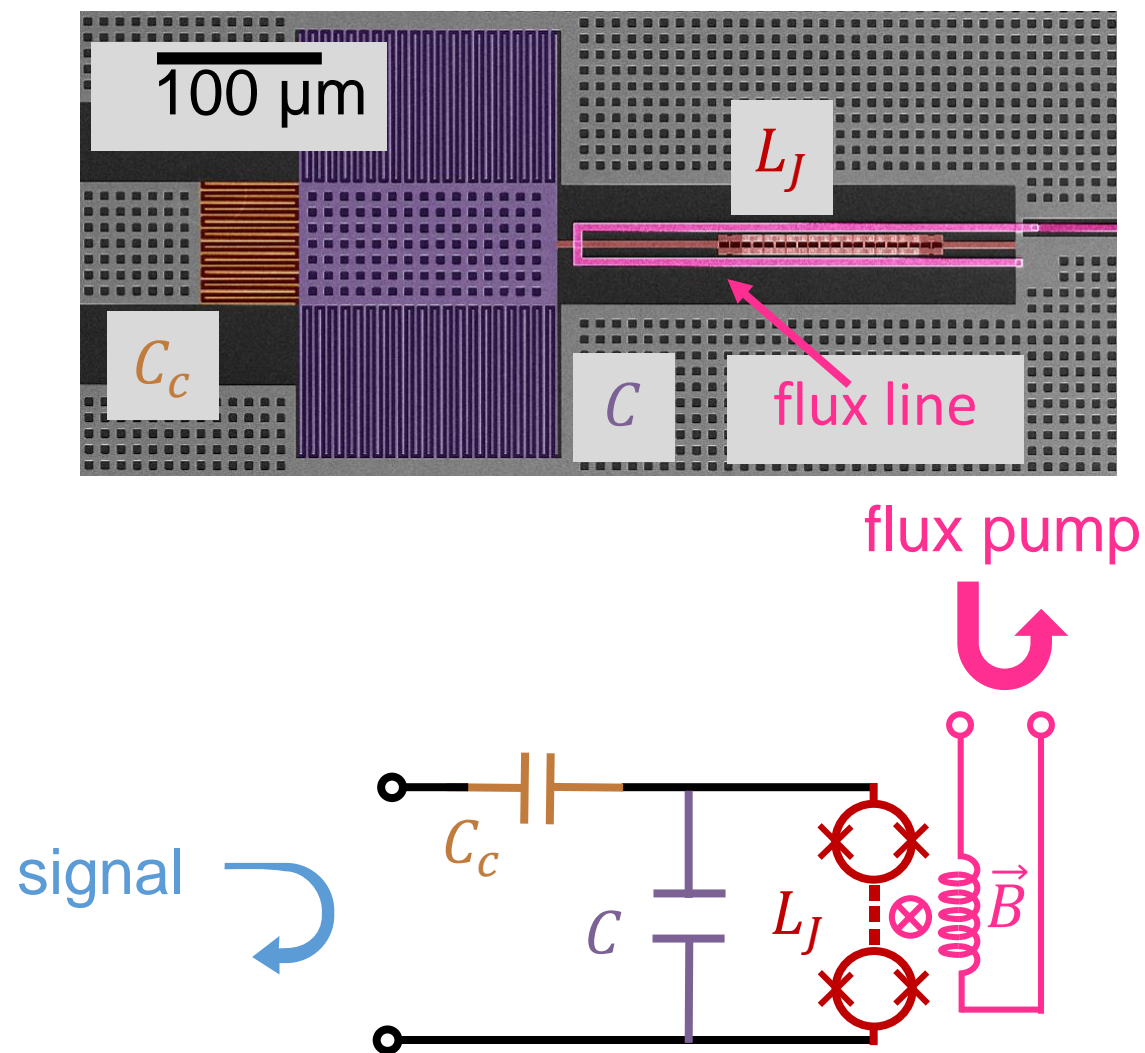 100 μm
L_J
C_c
C
flux line
flux pump
C_c
signal
C
L_J
B⃗